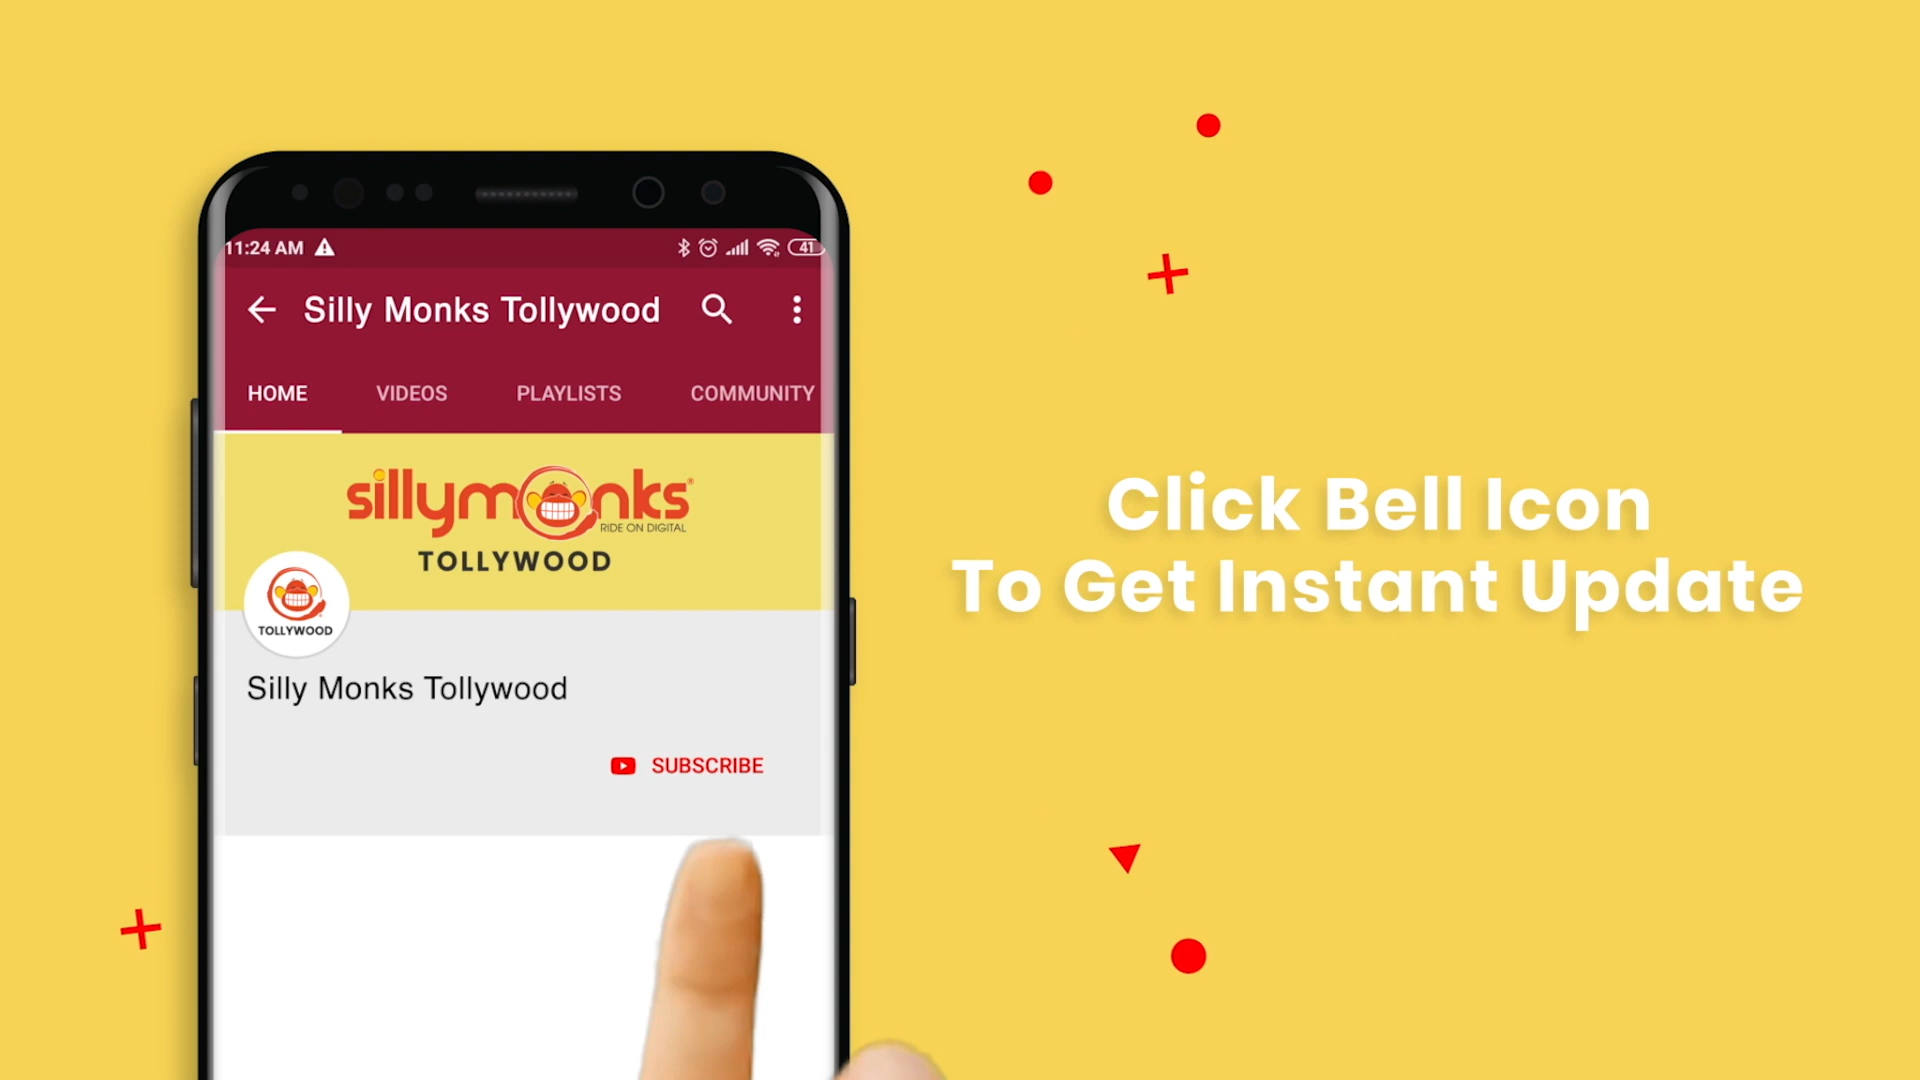 11:24 AM
41
Silly Monks Tollywood
HOME VIDEOS PLAYLISTS COMMUNITY
sillymonks®
RIDE ON DIGITAL
TOLLYWOOD
TOLLYWOOD
Silly Monks Tollywood
SUBSCRIBE
Click Bell Icon
To Get Instant Update